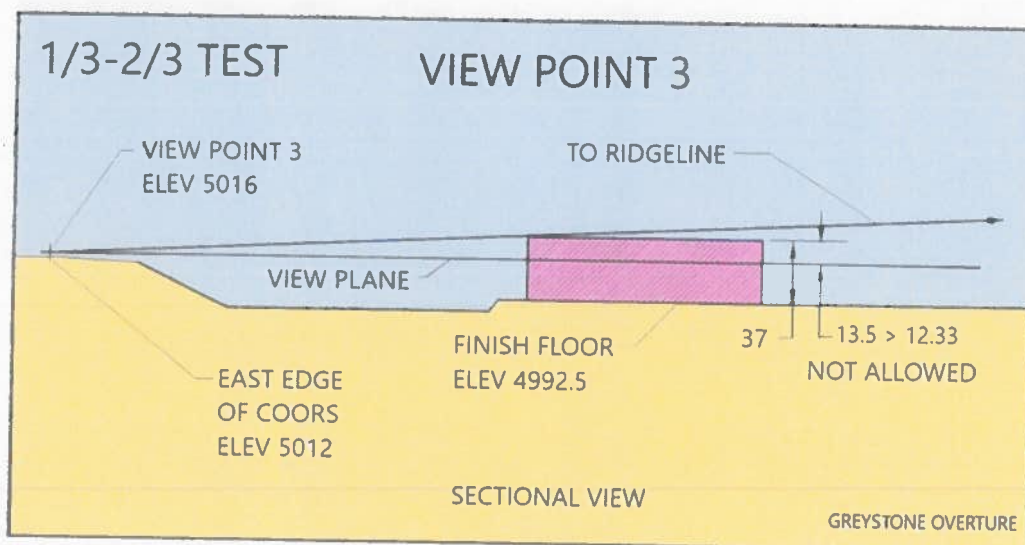 1/3-2/3 TEST
VIEW POINT 3
VIEW POINT 3
ELEV 5016
TO RIDGELINE
VIEW PLANE
FINISH FLOOR
ELEV 4992.5
37
13.5 > 12.33
NOT ALLOWED
EAST EDGE
OF COORS
ELEV 5012
SECTIONAL VIEW
GREYSTONE OVERTURE